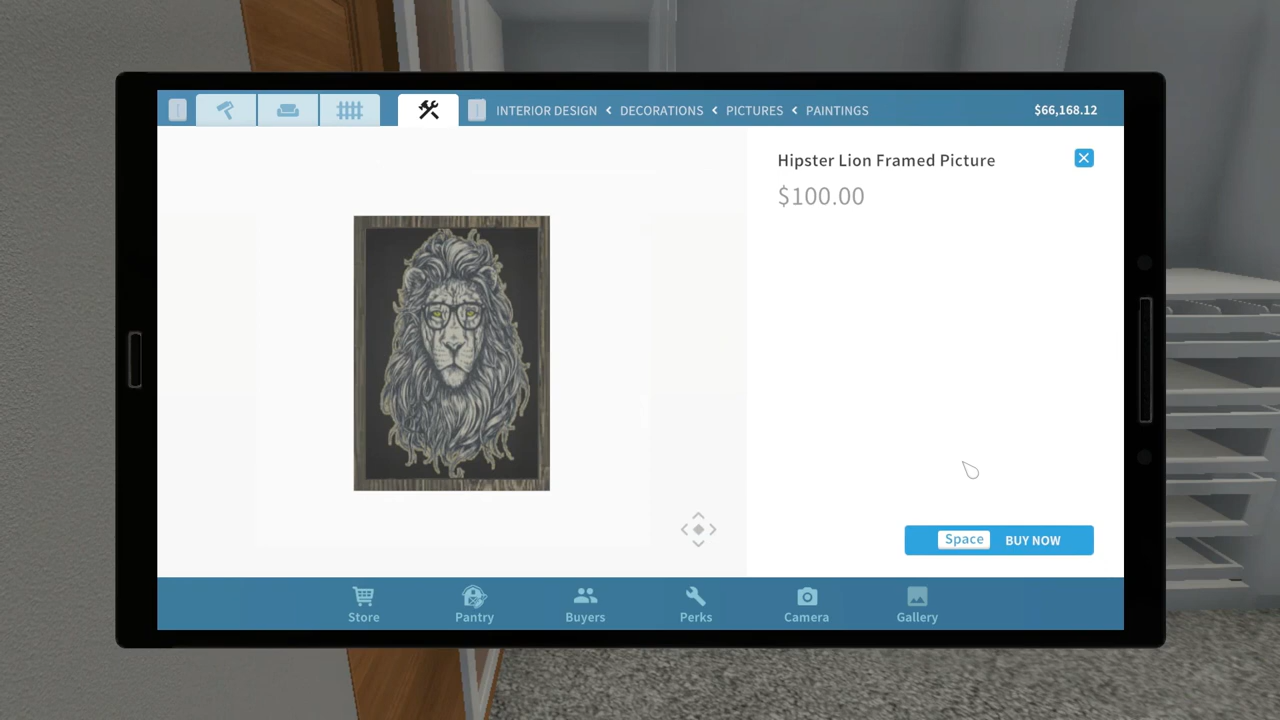 INTERIOR DESIGN < DECORATIONS < PICTURES < PAINTINGS
$66,168.12
Hipster Lion Framed Picture
$100.00
Space BUY NOW
Store Pantry Buyers Perks Camera Gallery